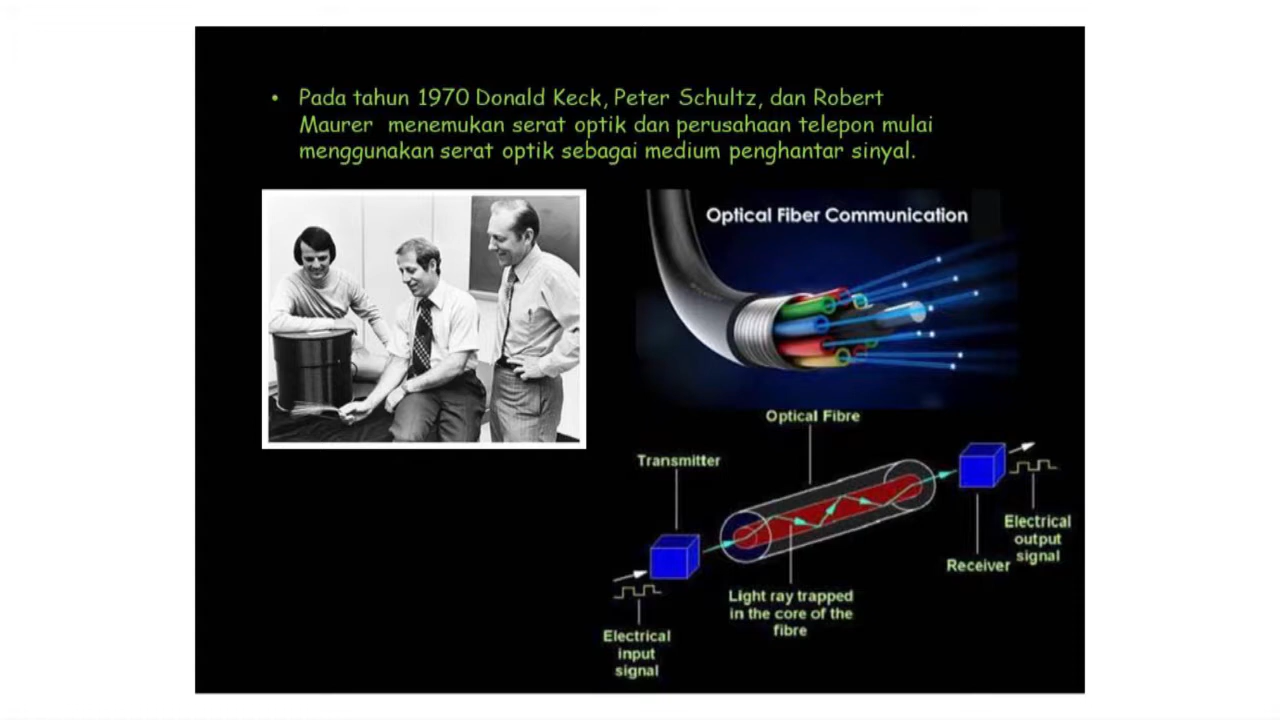 • Pada tahun 1970 Donald Keck, Peter Schultz, dan Robert
Maurer menemukan serat optik dan perusahaan telepon mulai
menggunakan serat optik sebagai medium penghantar sinyal.
Optical Fiber Communication
Optical Fibre
Transmitter
Electrical
output
signal
Receiver
Light ray trapped
in the core of the
fibre
Electrical
input
signal